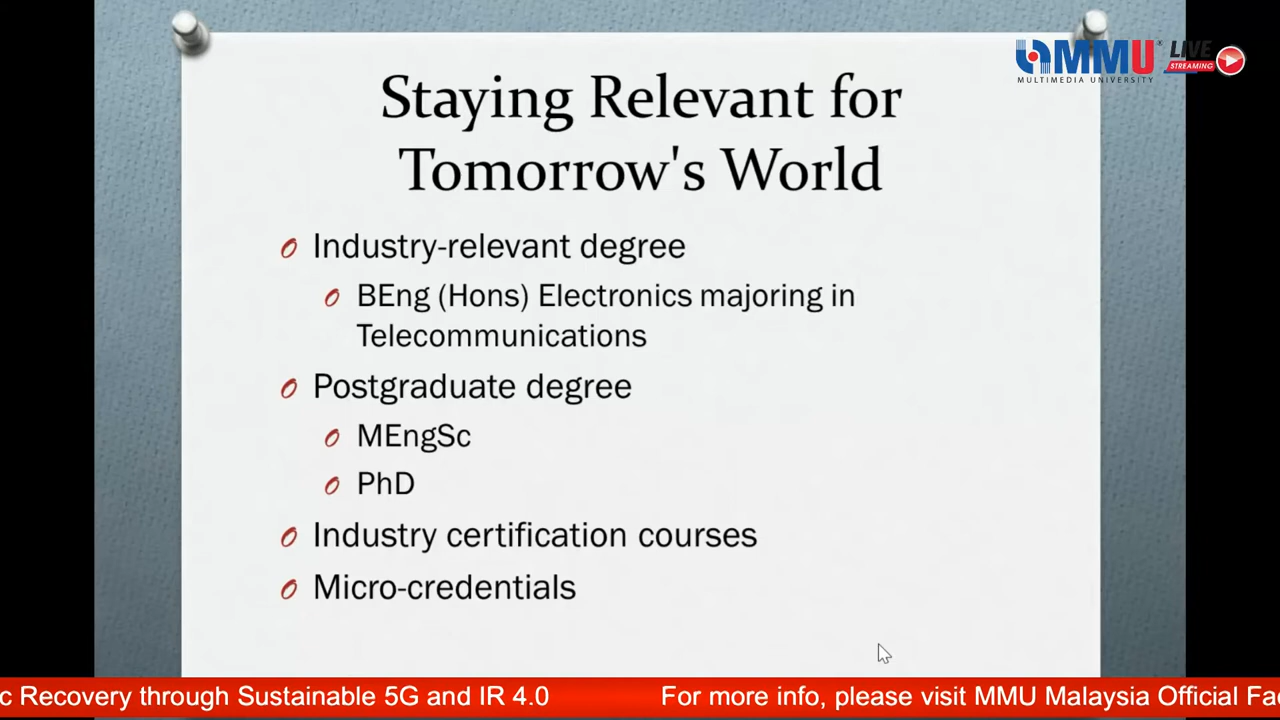 MMU
LIVE
STREAMING
MULTIMEDIA UNIVERSITY
Staying Relevant for
Tomorrow's World
Industry-relevant degree
BEng (Hons) Electronics majoring in
Telecommunications
Postgraduate degree
MEngSc
PhD
Industry certification courses
Micro-credentials
c Recovery through Sustainable 5G and IR 4.0
For more info, please visit MMU Malaysia Official Fac